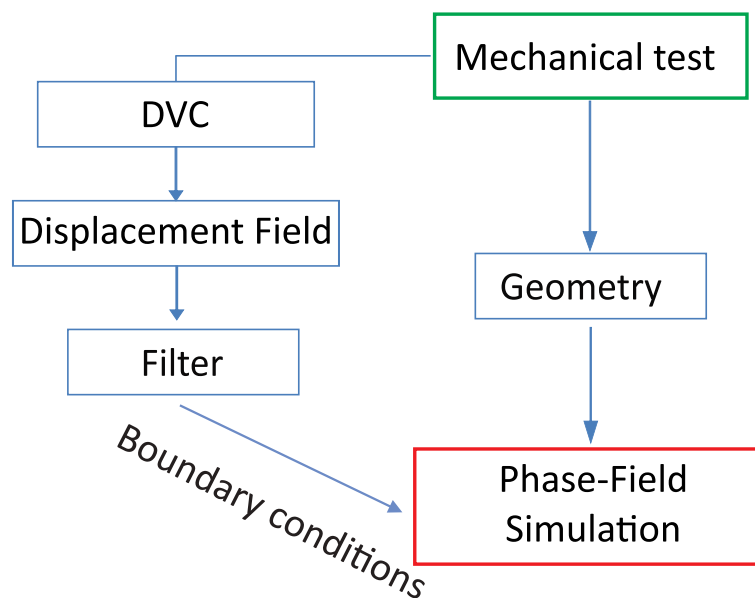 Mechanical test
DVC
Displacement Field
Geometry
Filter
Boundary conditions
Phase-Field
Simulation